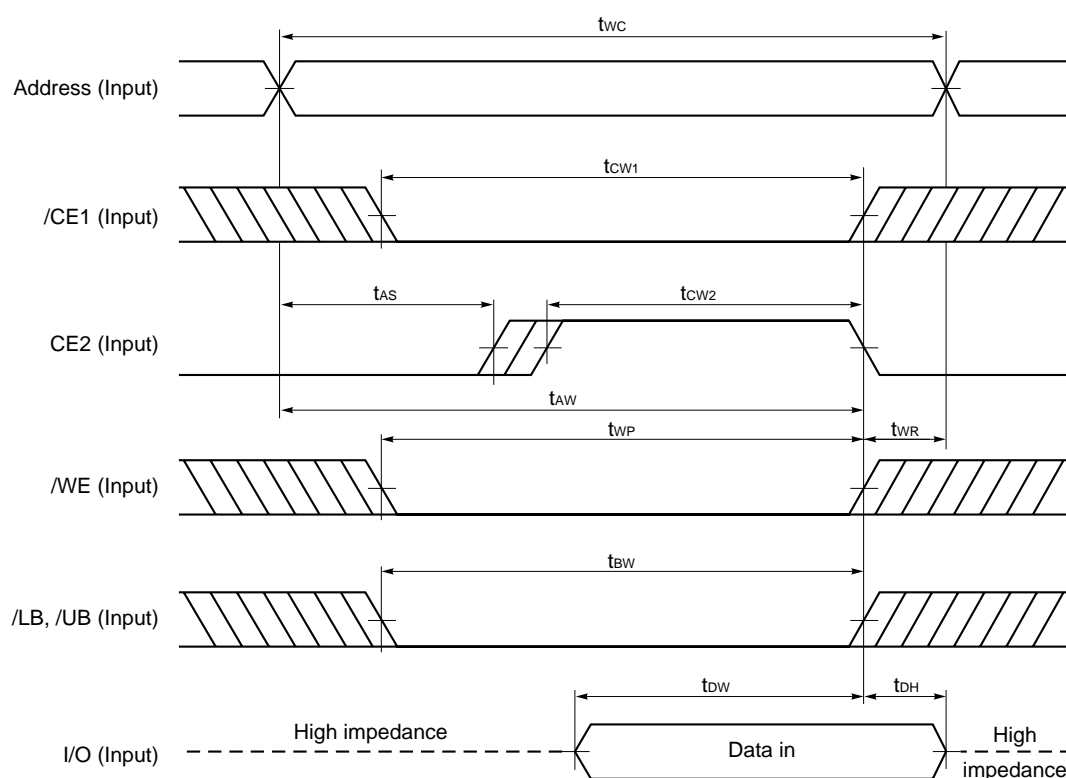 tWC
Address (Input)
tCW1
/CE1 (Input)
tAS
tCW2
CE2 (Input)
tAW
tWP
tWR
/WE (Input)
tBW
/LB, /UB (Input)
tDW
tDH
High impedance
Data in
High
impedance
I/O (Input)